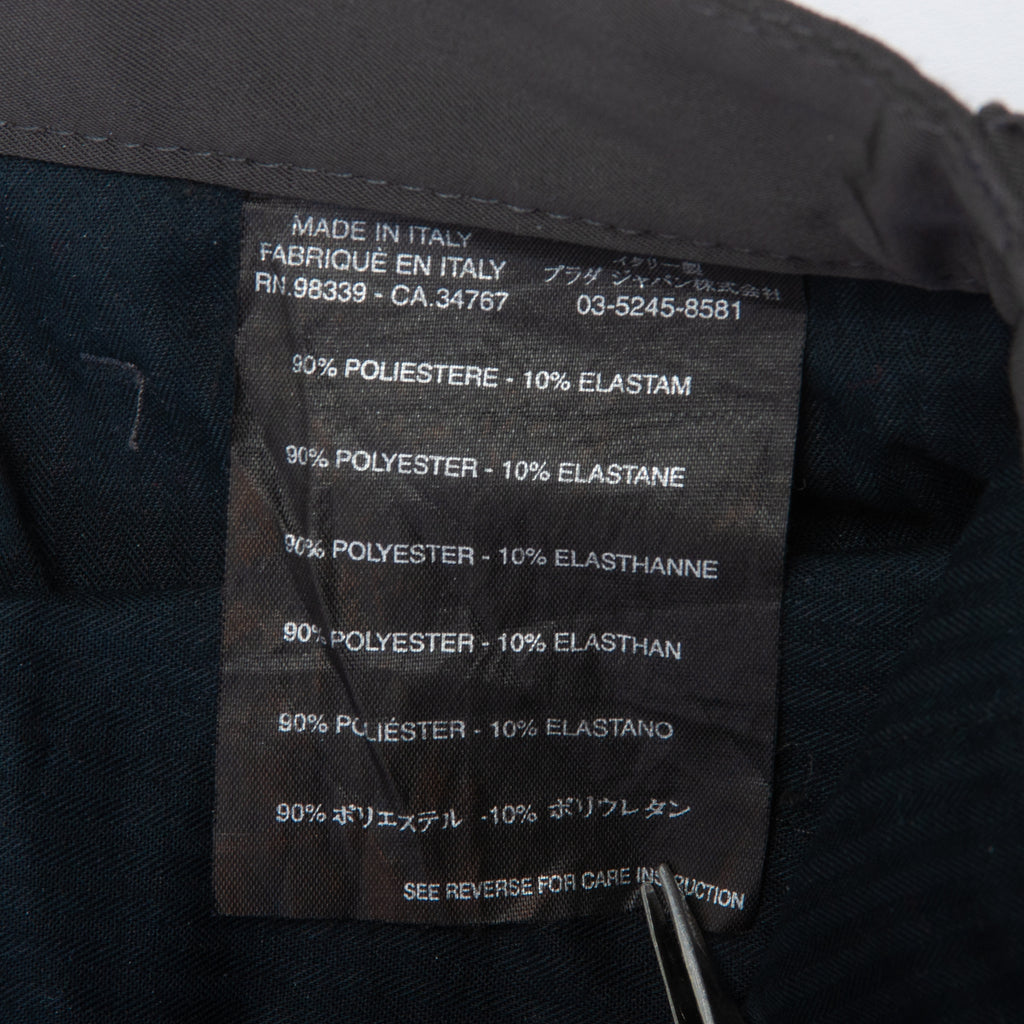 MADE IN ITALY
FABRIQUÉ EN ITALY
RN.98339 - CA.34767
イタリー製
プラダ ジャパン株式会社
03-5245-8581
90% POLIESTERE - 10% ELASTAM
90% POLYESTER - 10% ELASTANE
90% POLYESTER - 10% ELASTHANNE
90% POLYESTER - 10% ELASTHAN
90% POLIÉSTER - 10% ELASTANO
90% ポリエステル -10% ポリウレタン
SEE REVERSE FOR CARE INSTRUCTION